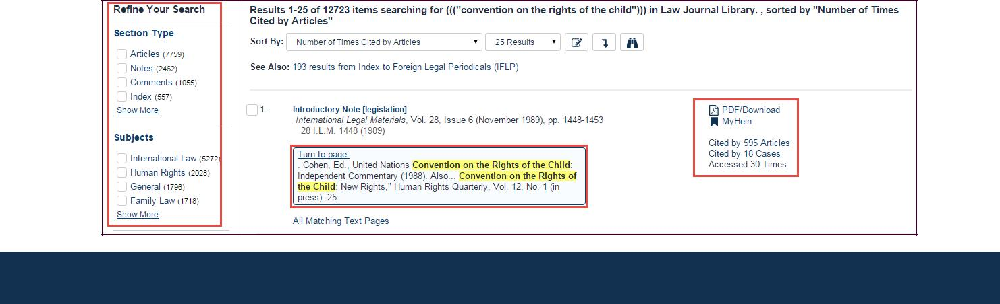 Refine Your Search
Section Type
Articles (7759)
Notes (2462)
Comments (1055)
Index (557)
Show More
Subjects
International Law (5272)
Human Rights (2028)
General (1796)
Family Law (1718)
Show More
Results 1-25 of 12723 items searching for ((("convention on the rights of the child"))) in Law Journal Library. , sorted by "Number of Times
Cited by Articles"
Sort By: Number of Times Cited by Articles 25 Results
See Also: 193 results from Index to Foreign Legal Periodicals (IFLP)
1. Introductory Note [legislation]
International Legal Materials, Vol. 28, Issue 6 (November 1989), pp. 1448-1453
28 I.L.M. 1448 (1989)
Turn to page
. Cohen, Ed., United Nations Convention on the Rights of the Child:
Independent Commentary (1988). Also... Convention on the Rights of
the Child: New Rights," Human Rights Quarterly, Vol. 12, No. 1 (in
press). 25
All Matching Text Pages
PDF/Download
MyHein
Cited by 595 Articles
Cited by 18 Cases
Accessed 30 Times